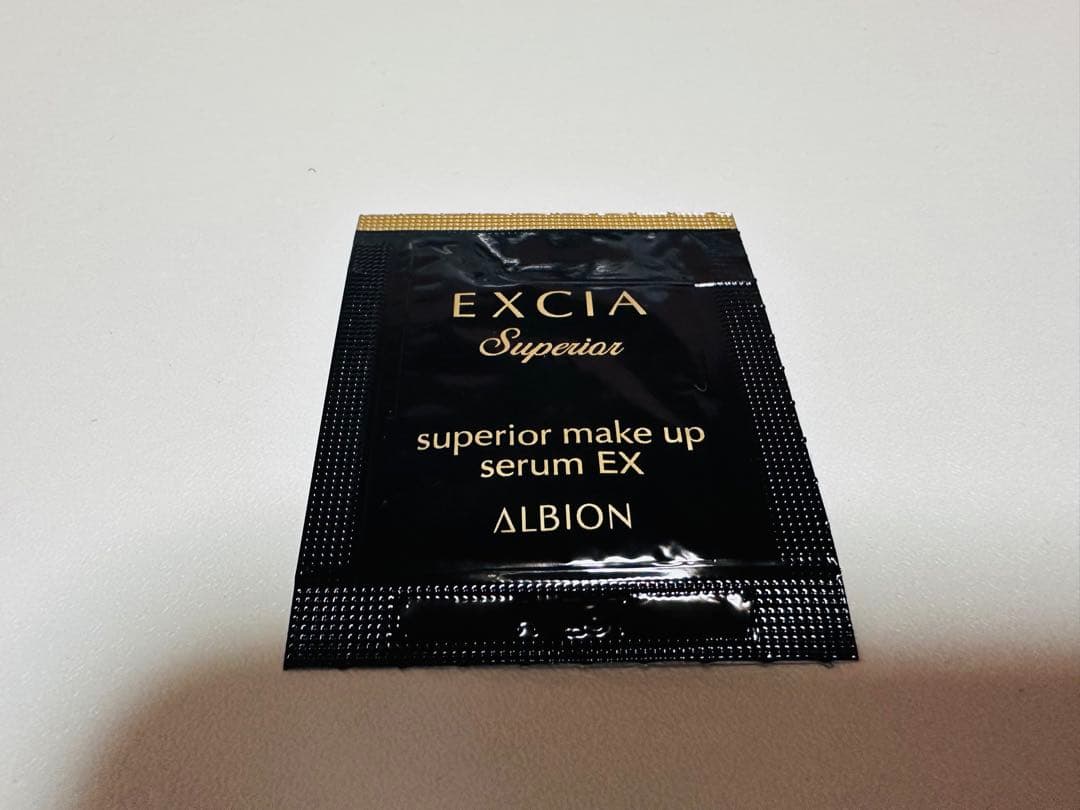 EXCIA
Superior
superior make up
serum EX
ALBION